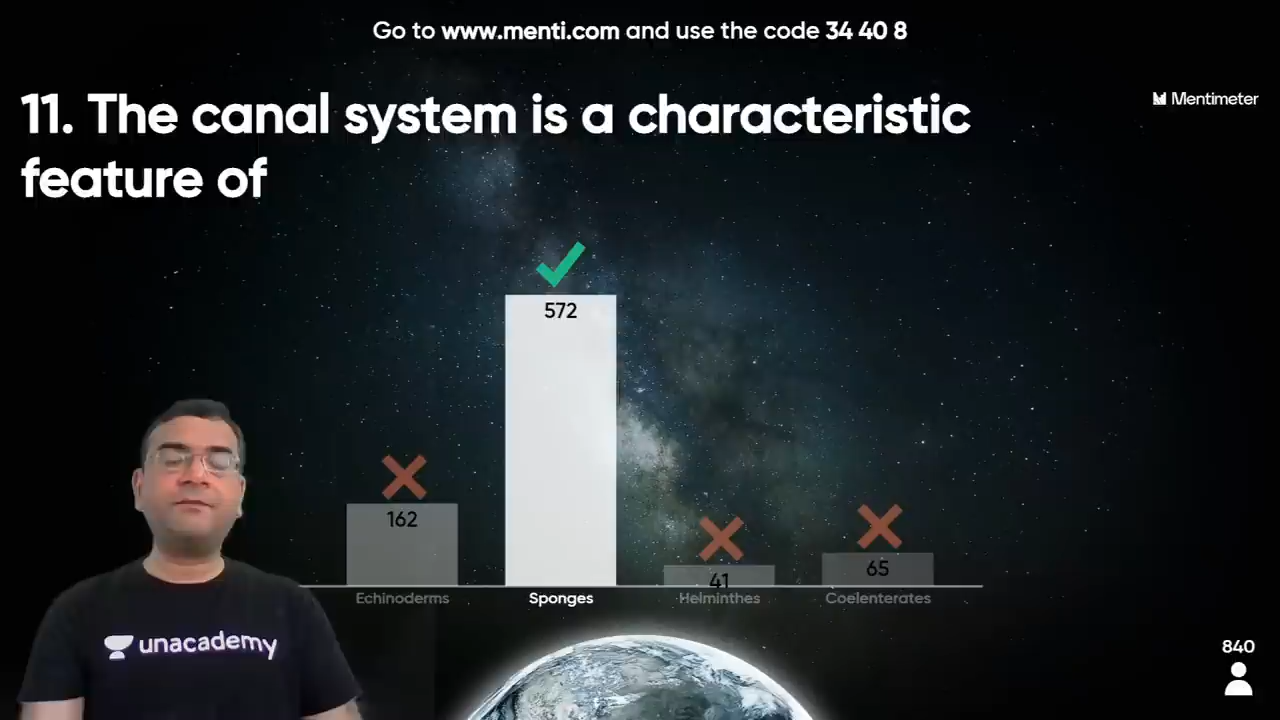 Go to www.menti.com and use the code 34 40 8
11. The canal system is a characteristic
feature of
Mentimeter
572
162
41
65
Echinoderms
Sponges
Helminthes
Coelenterates
unacademy
840